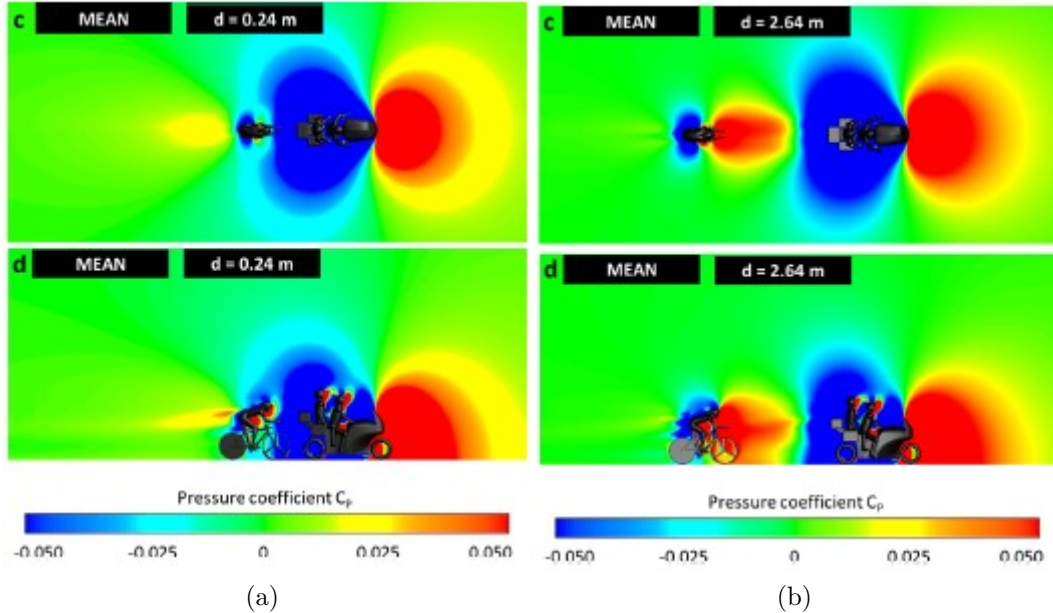 c MEAN d = 0.24 m
d MEAN d = 0.24 m
Pressure coefficient Cₚ
-0.050 -0.025 0 0.025 0.050
(a)
c MEAN d = 2.64 m
d MEAN d = 2.64 m
Pressure coefficient Cₚ
-0.050 -0.025 0 0.025 0.050
(b)